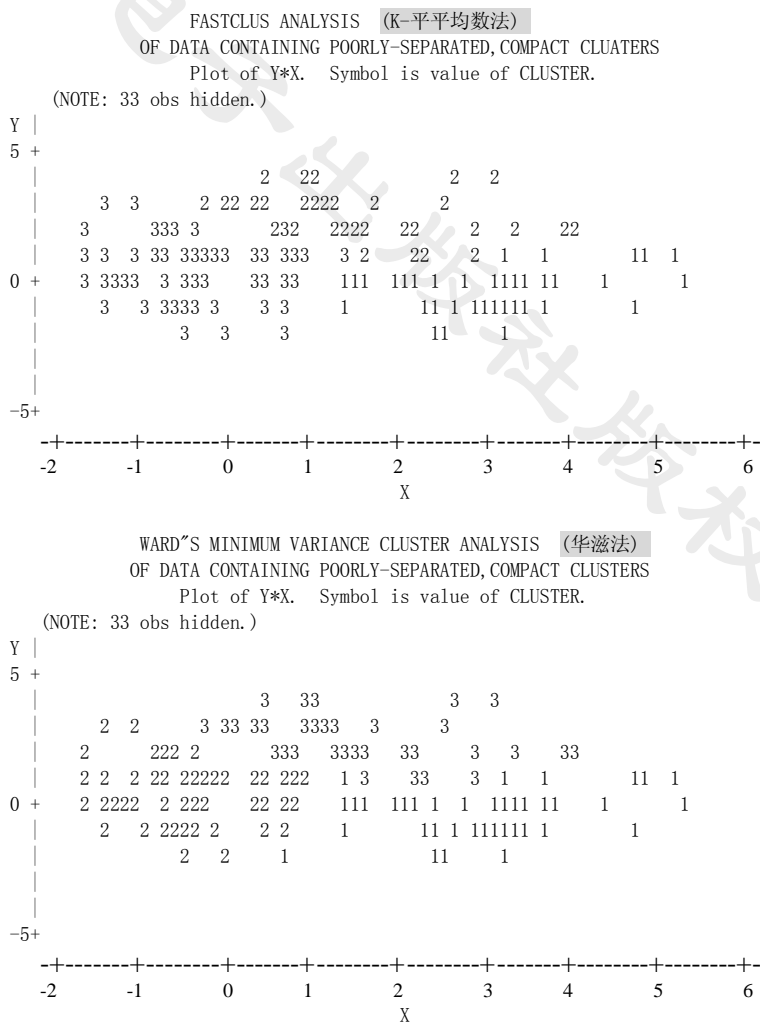 FASTCLUS ANALYSIS (K-平平均数法)
OF DATA CONTAINING POORLY-SEPARATED,COMPACT CLUATERS
Plot of Y*X. Symbol is value of CLUSTER.
(NOTE: 33 obs hidden.)
Y |
5 +
| 2 22 2 2
| 3 3 2 22 22 2222 2 2
| 3 333 3 232 2222 22 2 2 22
| 3 3 3 33 33333 33 333 3 2 22 2 1 1 11 1
0 + 3 3333 3 333 33 33 111 111 1 1 1111 11 1 1
| 3 3 3333 3 3 3 1 11 1 111111 1 1
| 3 3 3 11 1
|
|
-5+
-+--------+--------+--------+--------+--------+--------+--------+--------+-
-2 -1 0 1 2 3 4 5 6
X
WARD"S MINIMUM VARIANCE CLUSTER ANALYSIS (华滋法)
OF DATA CONTAINING POORLY-SEPARATED,COMPACT CLUSTERS
Plot of Y*X. Symbol is value of CLUSTER.
(NOTE: 33 obs hidden.)
Y |
5 +
| 3 33 3 3
| 2 2 3 33 33 3333 3 3
| 2 222 2 333 3333 33 3 3 33
| 2 2 2 22 22222 22 222 1 3 33 3 1 1 11 1
0 + 2 2222 2 222 22 22 111 111 1 1 1111 11 1 1
| 2 2 2222 2 2 2 1 11 1 111111 1 1
| 2 2 1 11 1
|
|
-5+
-+--------+--------+--------+--------+--------+--------+--------+--------+-
-2 -1 0 1 2 3 4 5 6
X
电子出版社版权